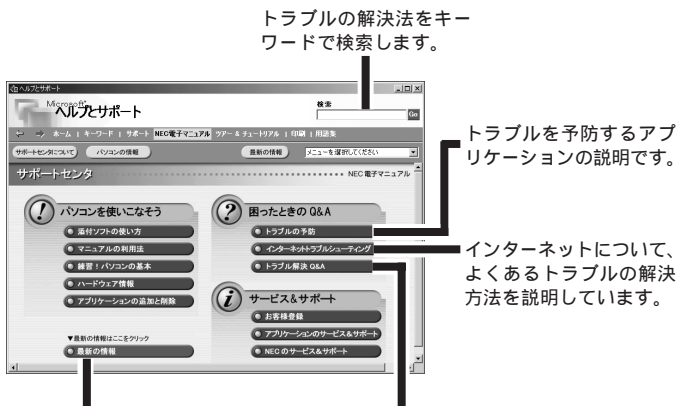 トラブルの解決法をキー
ワードで検索します。
ヘルプとサポート
Microsoft
ヘルプとサポート
検索
Go
ホーム | キーワード | サポート | NEC電子マニュアル ツアー & チュートリアル | 印刷 | 用語集
サポートセンタについて パソコンの情報 最新の情報 メニューを選択してください
サポートセンタ NEC 電子マニュアル
パソコンを使いこなそう
添付ソフトの使い方
マニュアルの利用法
練習!パソコンの基本
ハードウェア情報
アプリケーションの追加と削除
▼最新の情報はここをクリック
最新の情報
困ったときの Q&A
トラブルの予防
インターネットトラブルシューティング
トラブル解決 Q&A
サービス&サポート
お客様登録
アプリケーションのサービス&サポート
NEC のサービス&サポート
トラブルを予防するアプ
リケーションの説明です。
インターネットについて、
よくあるトラブルの解決
方法を説明しています。